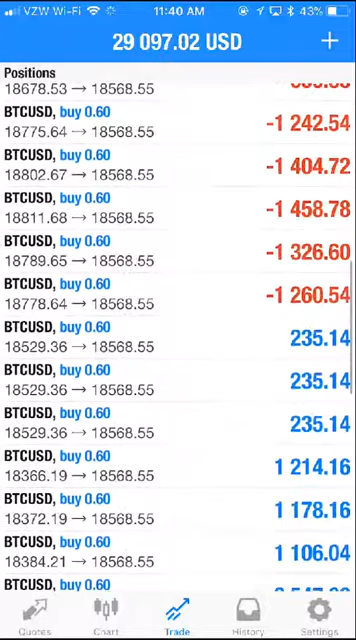 VZW Wi-Fi 11:40 AM 43%
29 097.02 USD +
Positions
18678.53 → 18568.55
BTCUSD, buy 0.60
18775.64 → 18568.55 -1 242.54
BTCUSD, buy 0.60
18802.67 → 18568.55 -1 404.72
BTCUSD, buy 0.60
18811.68 → 18568.55 -1 458.78
BTCUSD, buy 0.60
18789.65 → 18568.55 -1 326.60
BTCUSD, buy 0.60
18778.64 → 18568.55 -1 260.54
BTCUSD, buy 0.60
18529.36 → 18568.55 235.14
BTCUSD, buy 0.60
18529.36 → 18568.55 235.14
BTCUSD, buy 0.60
18529.36 → 18568.55 235.14
BTCUSD, buy 0.60
18366.19 → 18568.55 1 214.16
BTCUSD, buy 0.60
18372.19 → 18568.55 1 178.16
BTCUSD, buy 0.60
18384.21 → 18568.55 1 106.04
BTCUSD, buy 0.60
Quotes Chart Trade History Settings